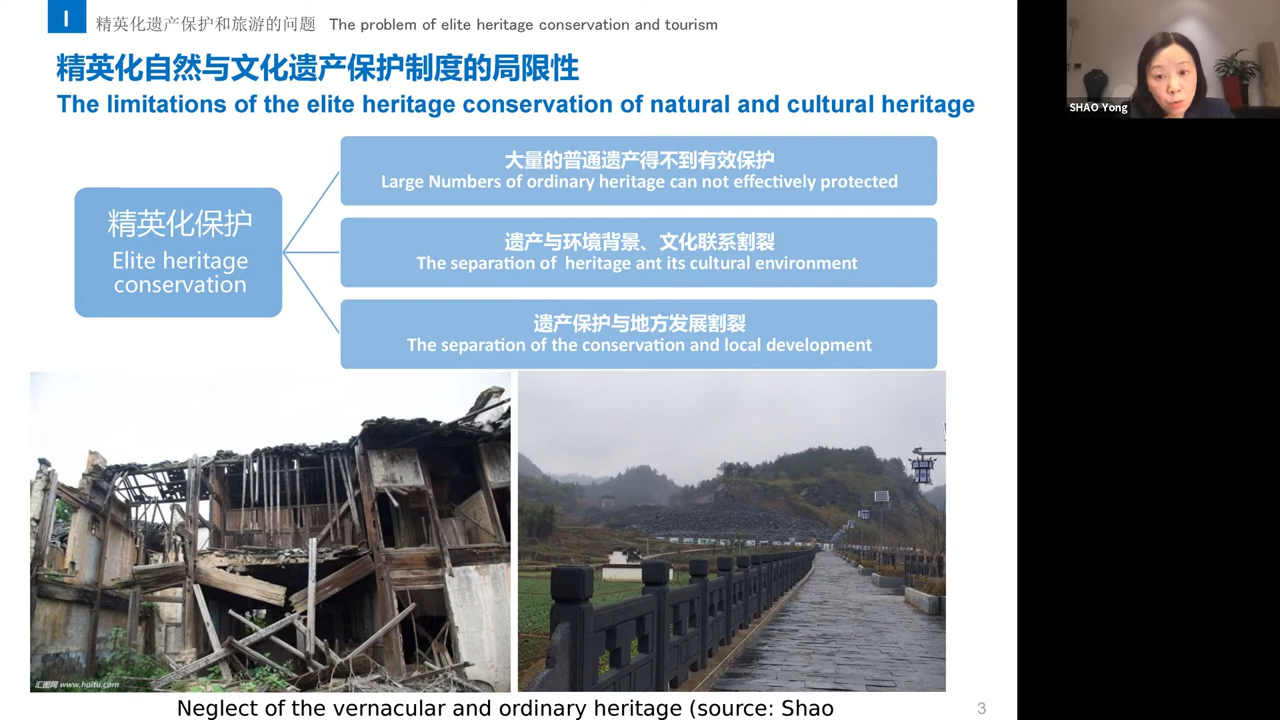 I
精英化遗产保护和旅游的问题 The problem of elite heritage conservation and tourism
精英化自然与文化遗产保护制度的局限性
The limitations of the elite heritage conservation of natural and cultural heritage
精英化保护
Elite heritage
conservation
大量的普通遗产得不到有效保护
Large Numbers of ordinary heritage can not effectively protected
遗产与环境背景、文化联系割裂
The separation of heritage ant its cultural environment
遗产保护与地方发展割裂
The separation of the conservation and local development
汇图网 www.huitu.com
Neglect of the vernacular and ordinary heritage (source: Shao
3
SHAO Yong